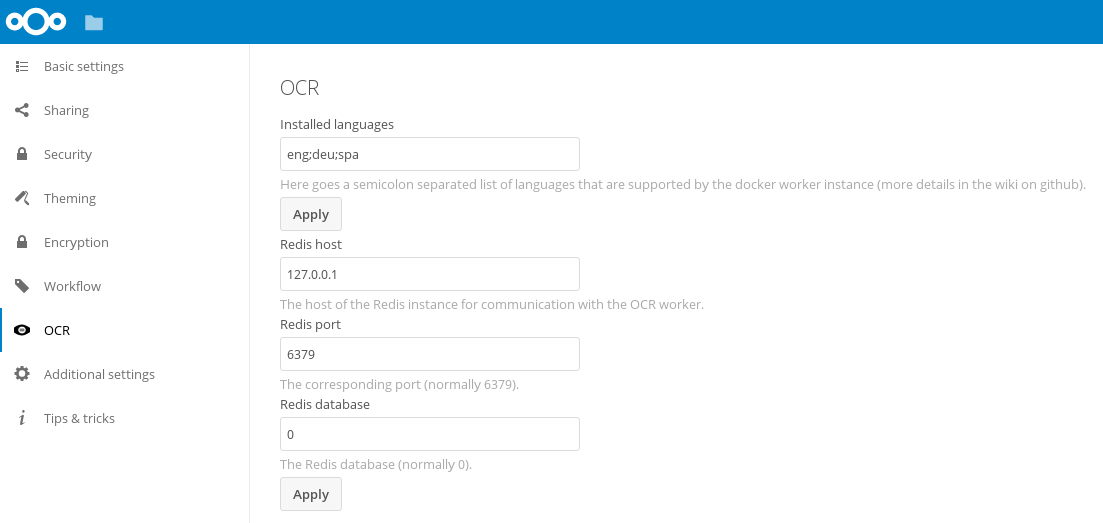 Basic settings
Sharing
Security
Theming
Encryption
Workflow
OCR
Additional settings
Tips & tricks
OCR
Installed languages
eng;deu;spa
Here goes a semicolon separated list of languages that are supported by the docker worker instance (more details in the wiki on github).
Apply
Redis host
127.0.0.1
The host of the Redis instance for communication with the OCR worker.
Redis port
6379
The corresponding port (normally 6379).
Redis database
0
The Redis database (normally 0).
Apply